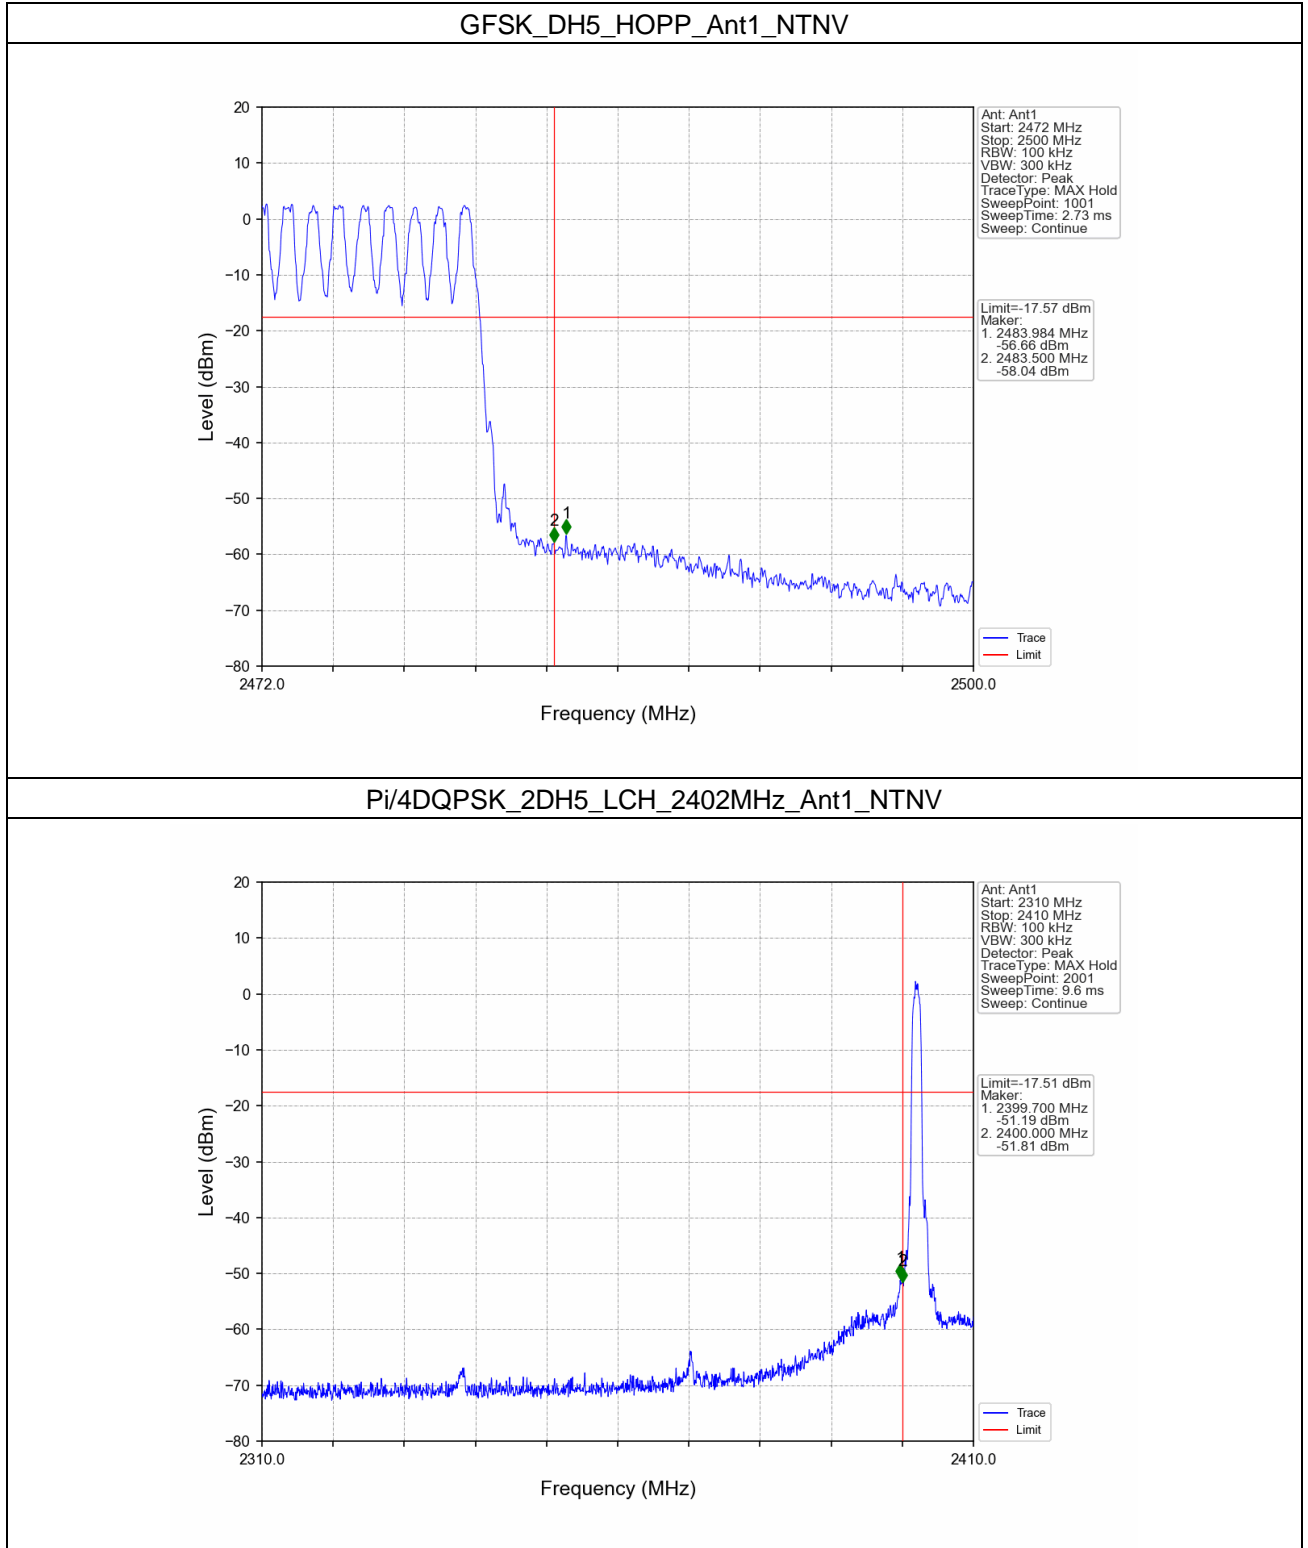 GFSK_DH5_HOPP_Ant1_NTNV
20
10
0
−10
−20
−30
−40
−50
−60
−70
−80
Level (dBm)
2472.0
2500.0
Frequency (MHz)
2
1
Ant: Ant1
Start: 2472 MHz
Stop: 2500 MHz
RBW: 100 kHz
VBW: 300 kHz
Detector: Peak
TraceType: MAX Hold
SweepPoint: 1001
SweepTime: 2.73 ms
Sweep: Continue
Limit=-17.57 dBm
Maker:
1. 2483.984 MHz
-56.66 dBm
2. 2483.500 MHz
-58.04 dBm
Trace
Limit
Pi/4DQPSK_2DH5_LCH_2402MHz_Ant1_NTNV
20
10
0
−10
−20
−30
−40
−50
−60
−70
−80
Level (dBm)
2310.0
2410.0
Frequency (MHz)
1
2
Ant: Ant1
Start: 2310 MHz
Stop: 2410 MHz
RBW: 100 kHz
VBW: 300 kHz
Detector: Peak
TraceType: MAX Hold
SweepPoint: 2001
SweepTime: 9.6 ms
Sweep: Continue
Limit=-17.51 dBm
Maker:
1. 2399.700 MHz
-51.19 dBm
2. 2400.000 MHz
-51.81 dBm
Trace
Limit